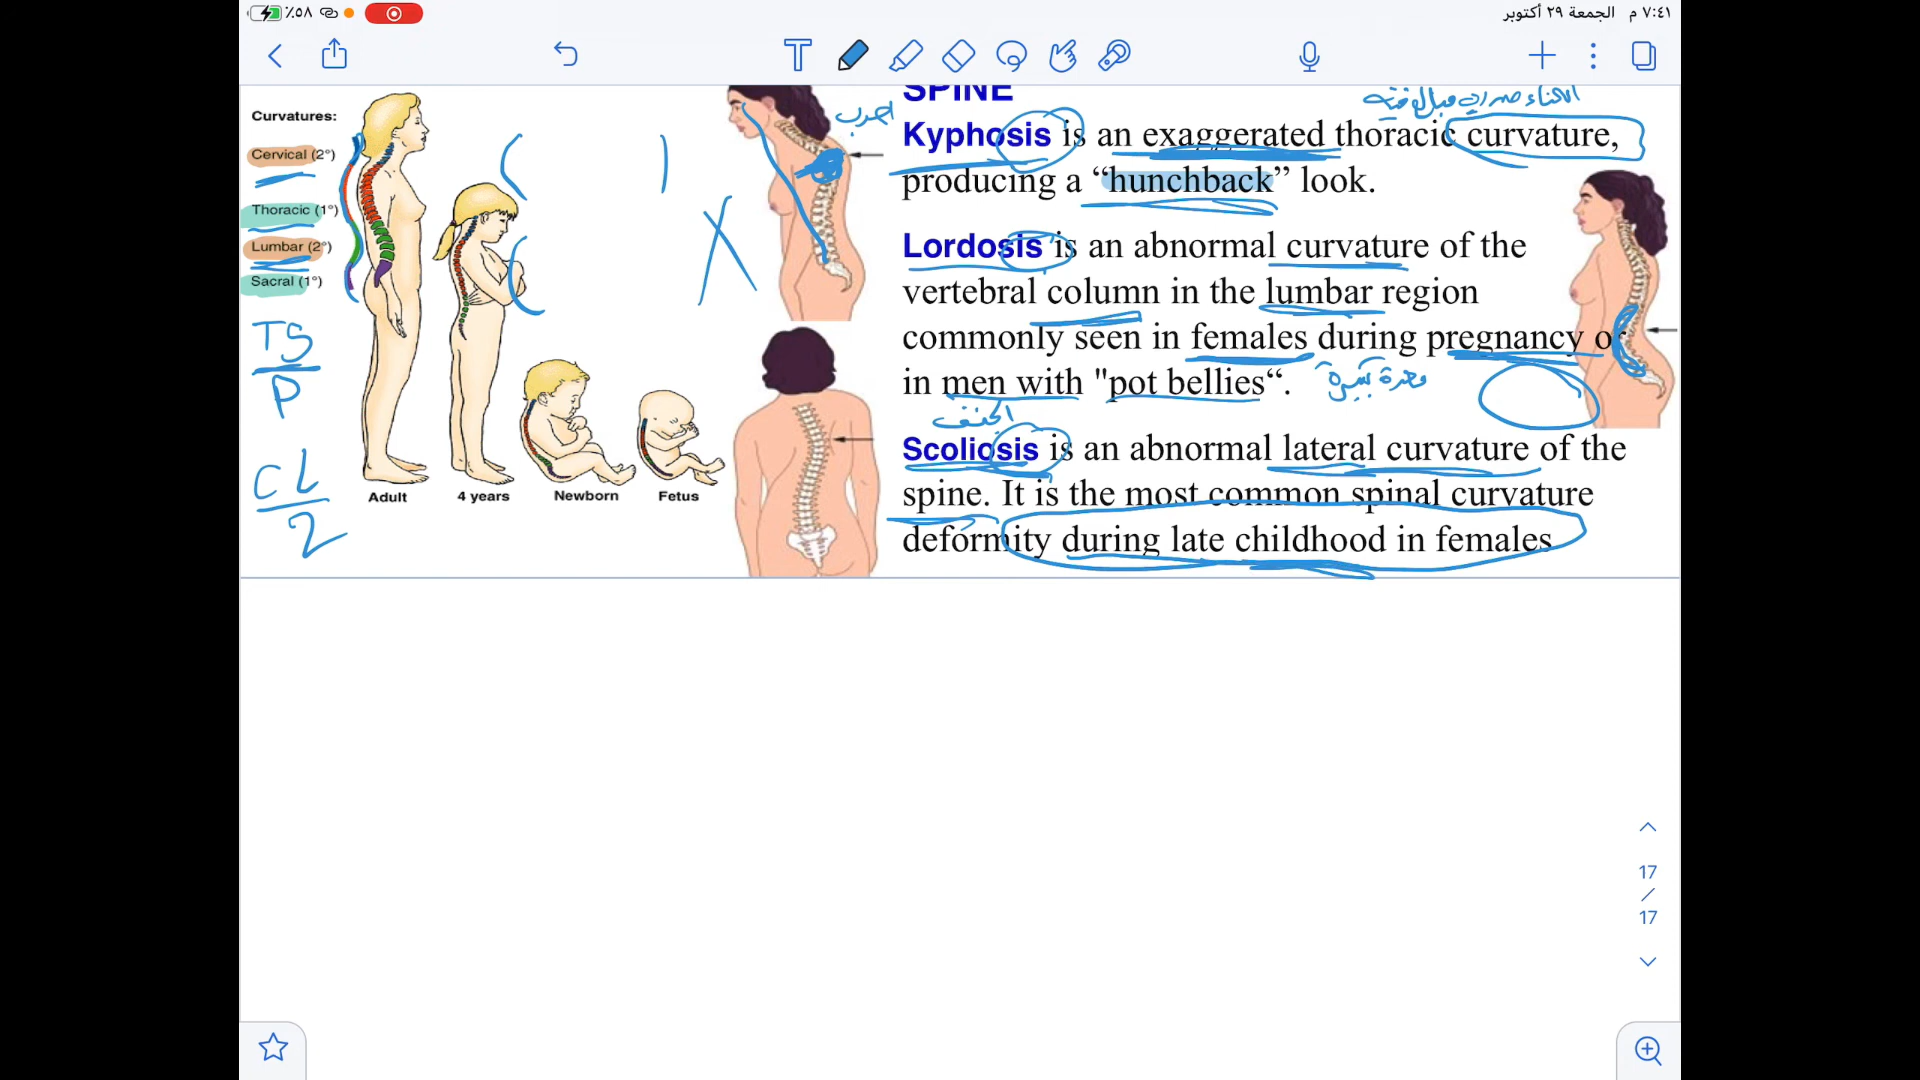 ٪٥٨
٧:٤١ م الجمعة ٢٩ أكتوبر
Curvatures:
Cervical (2°)
Thoracic (1°)
Lumbar (2°)
Sacral (1°)
TS
P
CL
2
Adult
4 years
Newborn
Fetus
احدب
SPINE
Kyphosis is an exaggerated thoracic curvature,
producing a “hunchback” look.
Lordosis is an abnormal curvature of the
vertebral column in the lumbar region
commonly seen in females during pregnancy or
in men with "pot bellies“.
معدة كبيرة
الجنف
Scoliosis is an abnormal lateral curvature of the
spine. It is the most common spinal curvature
deformity during late childhood in females
17
/
17